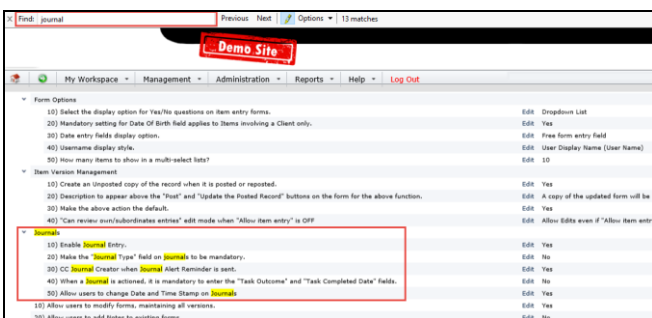 X Find: journal Previous Next Options 13 matches
Demo Site
My Workspace Management Administration Reports Help Log Out
Form Options
10) Select the display option for Yes/No questions on item entry forms. Edit Dropdown List
20) Mandatory setting for Date Of Birth field applies to Items involving a Client only. Edit Yes
30) Date entry fields display option. Edit Free form entry field
40) Username display style. Edit User Display Name (User Name)
50) How many items to show in a multi-select lists? Edit 10
Item Version Management
10) Create an Unposted copy of the record when it is posted or reposted. Edit Yes
20) Description to appear above the "Post" and "Update the Posted Record" buttons on the form for the above function. Edit A copy of the updated form will be
30) Make the above action the default. Edit Yes
40) "Can review own/subordinates entries" edit mode when "Allow item entry" is OFF Edit Allow Edits even if "Allow item entr
Journals
10) Enable Journal Entry. Edit Yes
20) Make the "Journal Type" field on journals to be mandatory. Edit No
30) CC Journal Creator when Journal Alert Reminder is sent. Edit Yes
40) When a Journal is actioned, it is mandatory to enter the "Task Outcome" and "Task Completed Date" fields. Edit No
50) Allow users to change Date and Time Stamp on Journals Edit Yes
10) Allow users to modify forms, maintaining all versions. Edit Yes
20) Allow users to add Notes to existing forms. Edit No